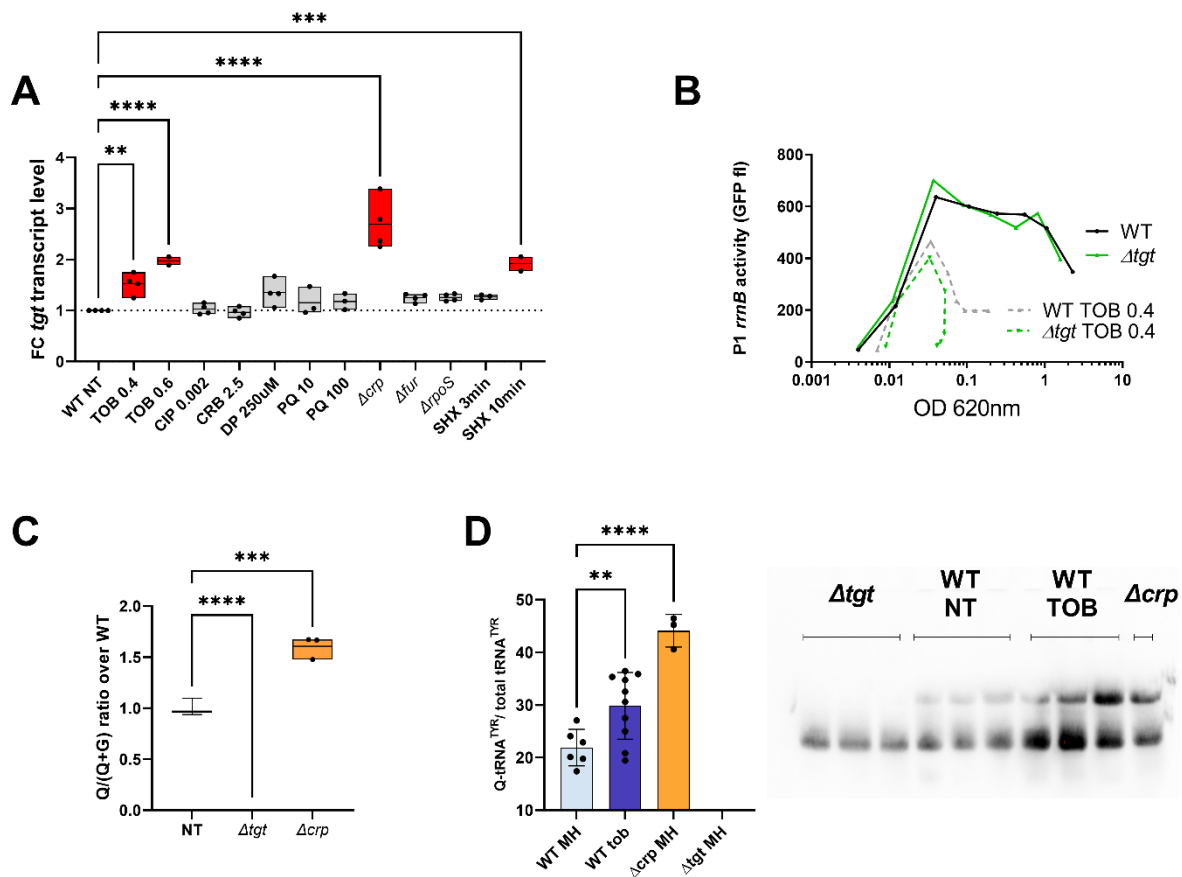 A
***
****
****
**
FC tgt transcript level
4
3
2
1
0
WT NT
TOB 0.4
TOB 0.6
CIP 0.002
CRB 2.5
DP 250uM
PQ 10
PQ 100
Δcrp
Δfur
ΔrpoS
SHX 3min
SHX 10min
B
P1 rrnB activity (GFP fl)
800
600
400
200
0
0.001
0.01
0.1
1
10
OD 620nm
WT
Δtgt
WT TOB 0.4
Δtgt TOB 0.4
C
***
****
Q/(Q+G) ratio over WT
2.0
1.5
1.0
0.5
0.0
NT
Δtgt
Δcrp
D
****
**
Q-tRNATYR/ total tRNATYR
50
40
30
20
10
WT MH
WT tob
Δcrp MH
Δtgt MH
Δtgt
WT
NT
WT
TOB
Δcrp